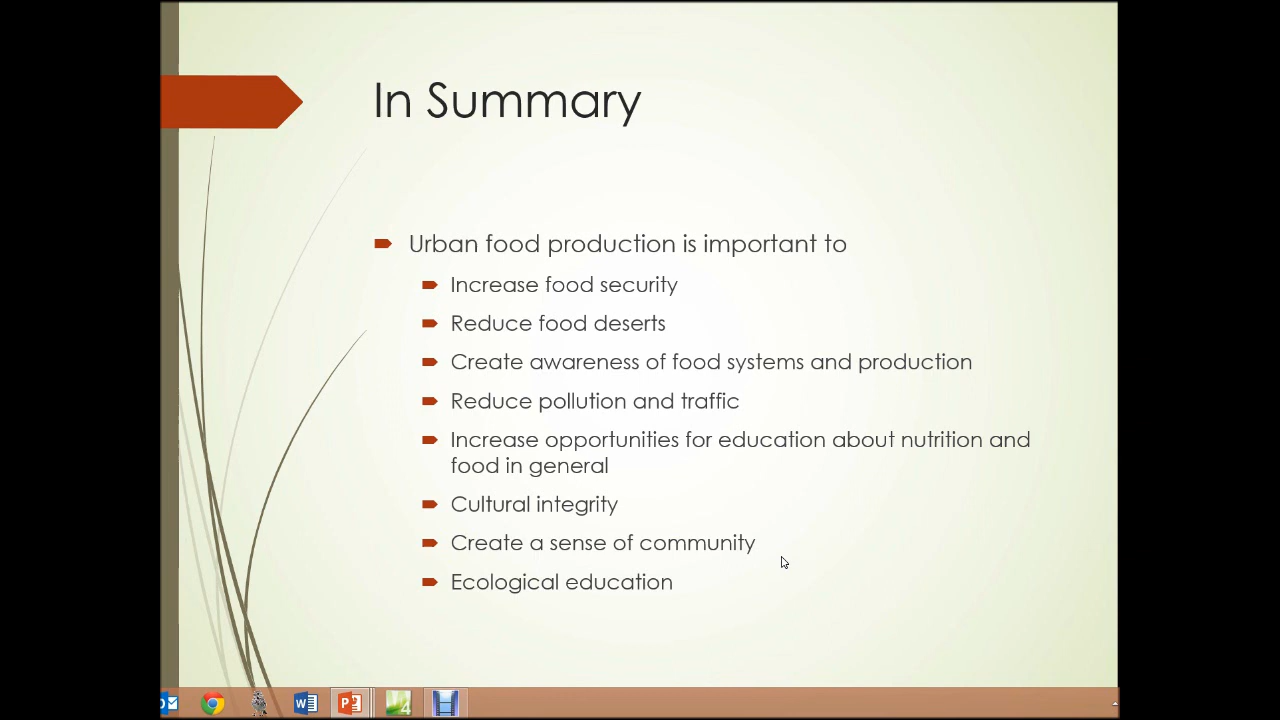 In Summary
Urban food production is important to
Increase food security
Reduce food deserts
Create awareness of food systems and production
Reduce pollution and traffic
Increase opportunities for education about nutrition and
food in general
Cultural integrity
Create a sense of community
Ecological education